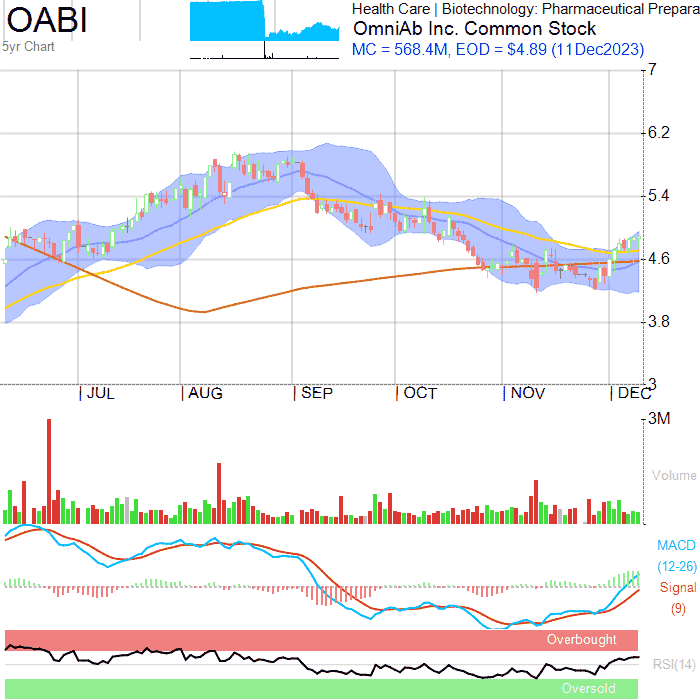 OABI
5yr Chart
Health Care | Biotechnology: Pharmaceutical Prepara
OmniAb Inc. Common Stock
MC = 568.4M, EOD = $4.89 (11Dec2023)
7
6.2
5.4
4.6
3.8
3
| JUL | AUG | SEP | OCT | NOV | DEC
3M
Volume
MACD
(12-26)
Signal
(9)
Overbought
RSI(14)
Oversold